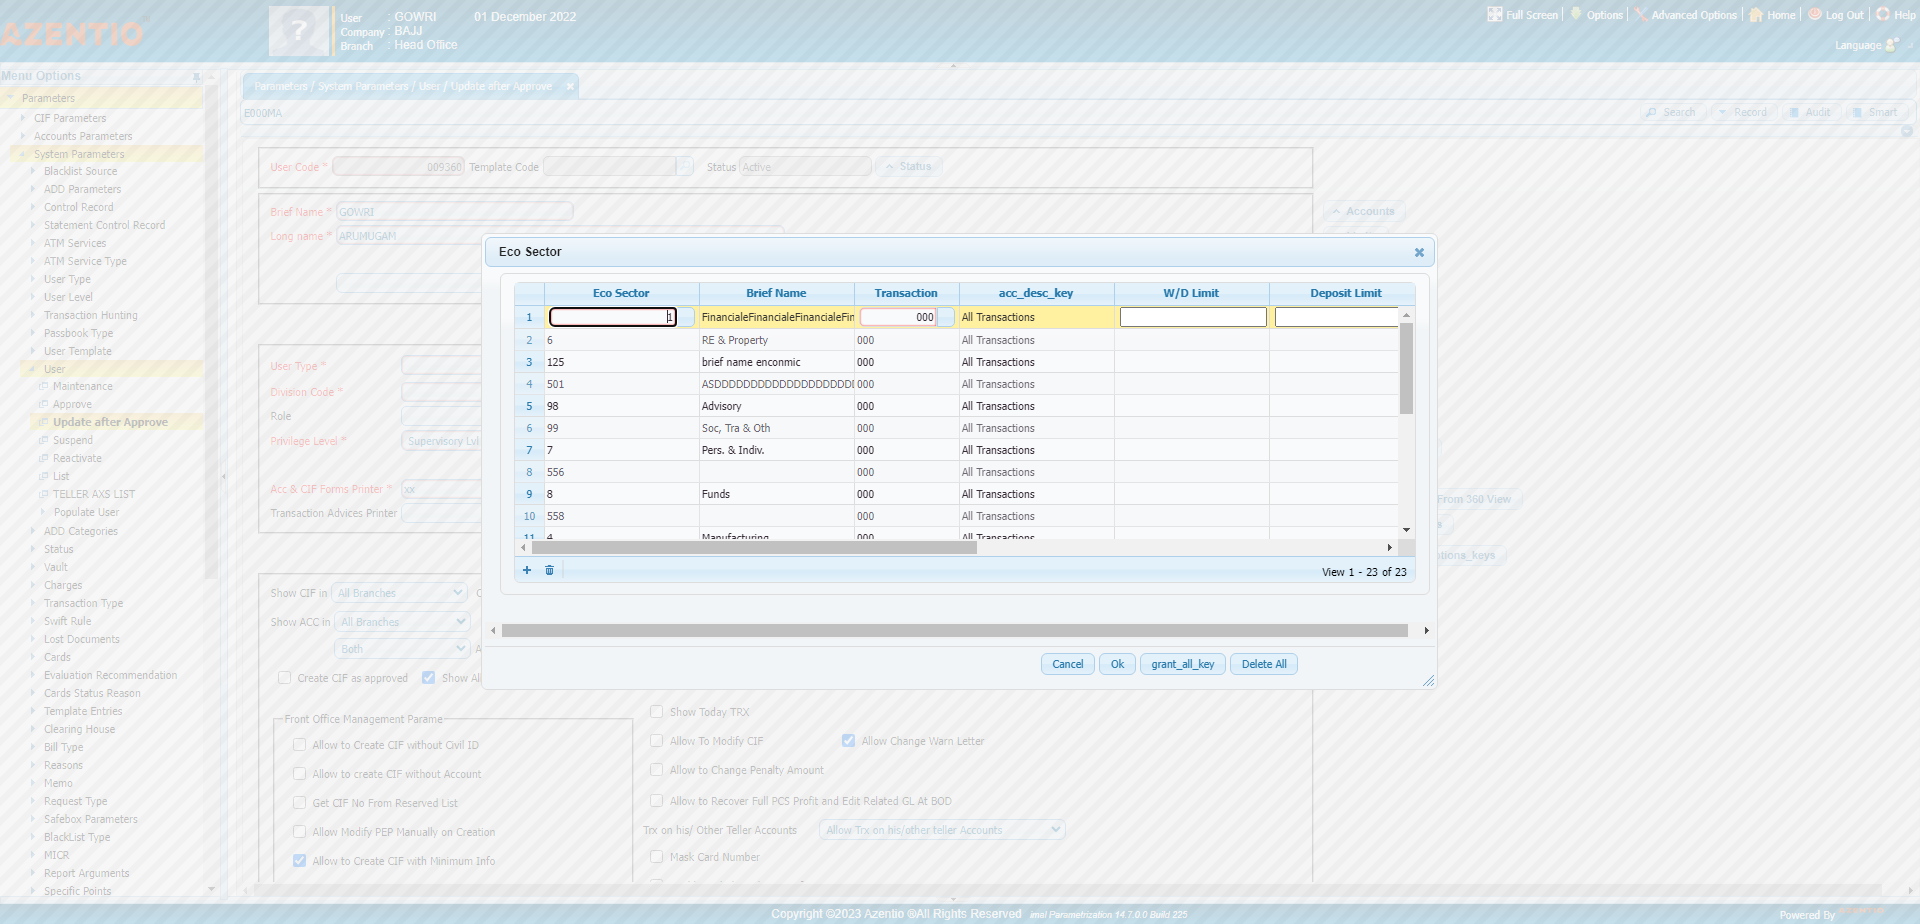 AZENTIO
User : GOWRI 01 December 2022
Company : BAJJ
Branch : Head Office
Full Screen Options Advanced Options Home Log Out Help
Language
Menu Options
Parameters
CIF Parameters
Accounts Parameters
System Parameters
Blacklist Source
ADD Parameters
Control Record
Statement Control Record
ATM Services
ATM Service Type
User Type
User Level
Transaction Hunting
Passbook Type
User Template
User
Maintenance
Approve
Update after Approve
Suspend
Reactivate
List
TELLER AXS LIST
Populate User
ADD Categories
Status
Vault
Charges
Transaction Type
Swift Rule
Lost Documents
Cards
Evaluation Recommendation
Cards Status Reason
Template Entries
Clearing House
Bill Type
Reasons
Memo
Request Type
Safebox Parameters
BlackList Type
MICR
Report Arguments
Specific Points
Parameters / System Parameters / User / Update after Approve
E000MA
Search Record Audit Smart
User Code * 009360 Template Code Status Active Status
Brief Name * GOWRI
Accounts
Long name * ARUMUGAM
User Type *
Division Code *
Role
Privilege Level * Supervisory Lvl
Acc & CIF Forms Printer * xx
Transaction Advices Printer
From 360 View
Show CIF in All Branches
Show ACC in All Branches
Both
Create CIF as approved Show
Front Office Management Parame
Allow to Create CIF without Civil ID
Allow to create CIF without Account
Get CIF No From Reserved List
Allow Modify PEP Manually on Creation
Allow to Create CIF with Minimum Info
Show Today TRX
Allow To Modify CIF Allow Change Warn Letter
Allow to Change Penalty Amount
Allow to Recover Full PCS Profit and Edit Related GL At BOD
Trx on his/ Other Teller Accounts Allow Trx on his/other teller Accounts
Mask Card Number
Eco Sector
Eco Sector Brief Name Transaction acc_desc_key W/D Limit Deposit Limit
1 1 FinancialeFinancialeFinancialeFin 000 All Transactions
2 6 RE & Property 000 All Transactions
3 125 brief name enconmic 000 All Transactions
4 501 ASDDDDDDDDDDDDDDDDDDDD 000 All Transactions
5 98 Advisory 000 All Transactions
6 99 Soc, Tra & Oth 000 All Transactions
7 7 Pers. & Indiv. 000 All Transactions
8 556 000 All Transactions
9 8 Funds 000 All Transactions
10 558 000 All Transactions
11 4 Manufacturing 000 All Transactions
View 1 - 23 of 23
Cancel Ok grant_all_key Delete All
Copyright ©2023 Azentio ®All Rights Reserved imal Parametrization 14.7.0.0 Build 225
Powered By